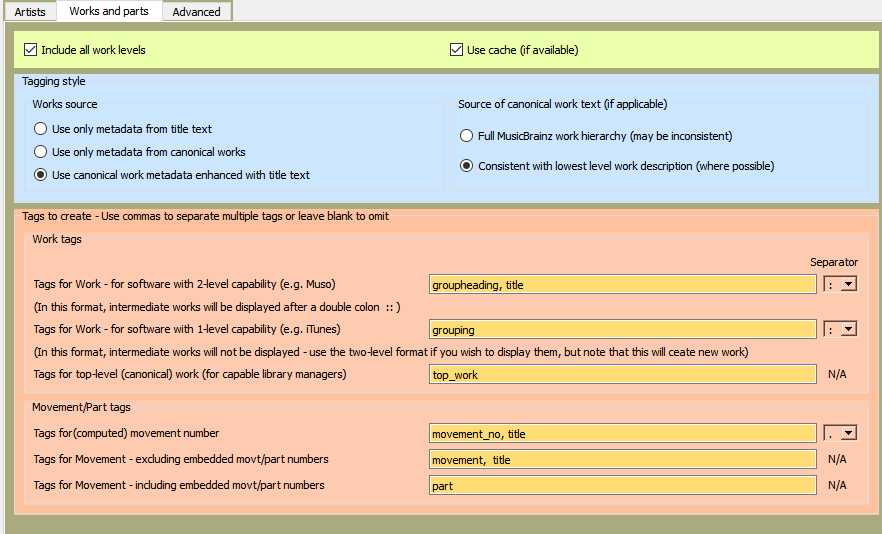 Artists Works and parts Advanced
Include all work levels Use cache (if available)
Tagging style
Works source Source of canonical work text (if applicable)
Use only metadata from title text Full MusicBrainz work hierarchy (may be inconsistent)
Use only metadata from canonical works
Use canonical work metadata enhanced with title text Consistent with lowest level work description (where possible)
Tags to create - Use commas to separate multiple tags or leave blank to omit
Work tags
Separator
Tags for Work - for software with 2-level capability (e.g. Muso) groupheading, title :
(In this format, intermediate works will be displayed after a double colon :: )
Tags for Work - for software with 1-level capability (e.g. iTunes) grouping :
(In this format, intermediate works will not be displayed - use the two-level format if you wish to display them, but note that this will ceate new work)
Tags for top-level (canonical) work (for capable library managers) top_work N/A
Movement/Part tags
Tags for(computed) movement number movement_no, title .
Tags for Movement - excluding embedded movt/part numbers movement, title N/A
Tags for Movement - including embedded movt/part numbers part N/A